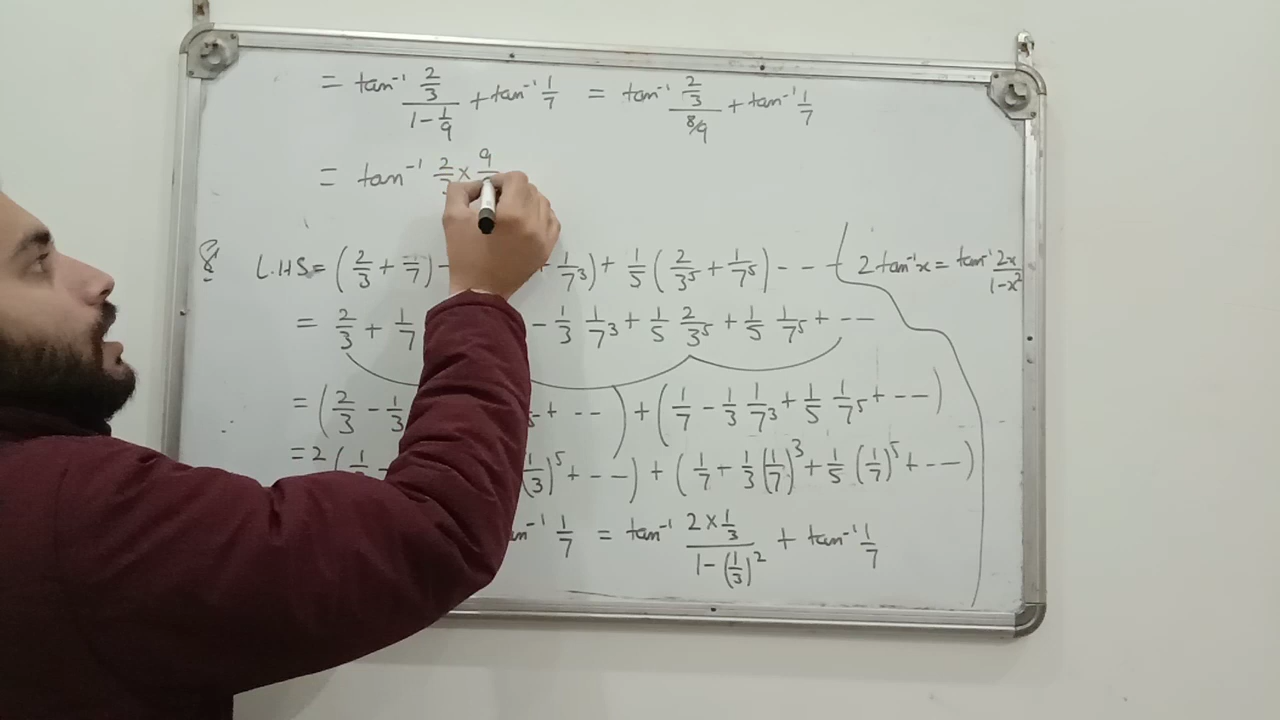 = tan⁻¹ (2/3)/(1 − 1/9) + tan⁻¹ 1/7 = tan⁻¹ (2/3)/(8/9) + tan⁻¹ 1/7
= tan⁻¹ 2/3 × 9/
8 L.H.S = (2/3 + 1/7) − + 1/7³) + 1/5 (2/3⁵ + 1/7⁵) − − −
2 tan⁻¹x = tan⁻¹ 2x/(1−x²)
= 2/3 + 1/7 − 1/3 1/7³ + 1/5 2/3⁵ + 1/5 1/7⁵ + − −
= (2/3 − 1/3 + − −) + (1/7 − 1/3 1/7³ + 1/5 1/7⁵ + − −)
= 2 (1/3 (1/3)⁵ + − −) + (1/7 + 1/3 (1/7)³ + 1/5 (1/7)⁵ + − −)
tan⁻¹ 1/7 = tan⁻¹ (2 × 1/3)/(1 − (1/3)²) + tan⁻¹ 1/7